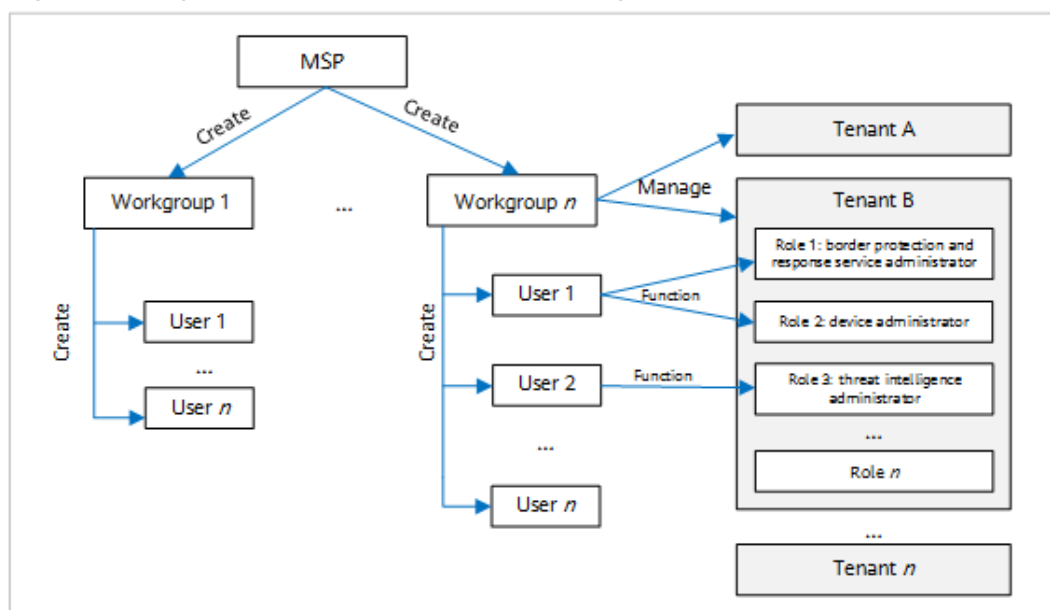 MSP
Create
Create
Tenant A
Workgroup 1
...
Workgroup n
Manage
Tenant B
Role 1: border protection and
response service administrator
Create
User 1
...
User n
Create
User 1
Function
Role 2: device administrator
User 2
Function
Role 3: threat intelligence
administrator
...
User n
...
Role n
...
Tenant n